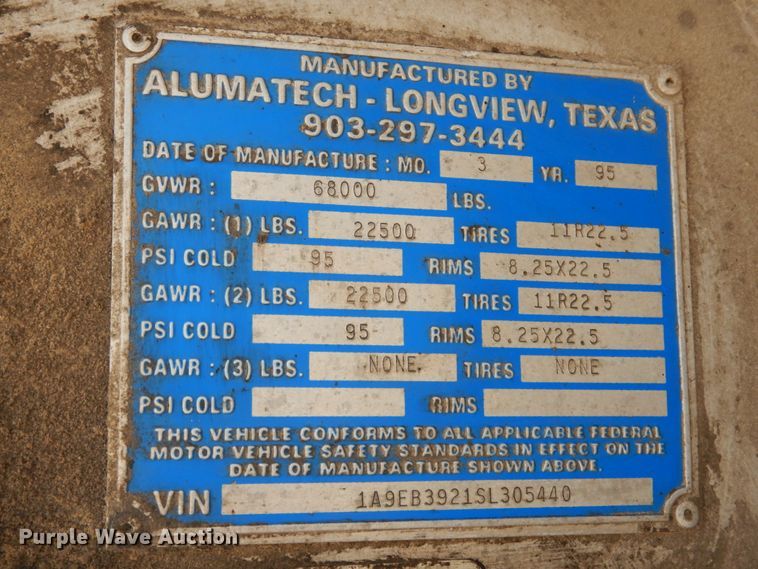 MANUFACTURED BY
ALUMATECH - LONGVIEW, TEXAS
903-297-3444
DATE OF MANUFACTURE : MO. 3 YR. 95
GVWR : 68000 LBS.
GAWR : (1) LBS. 22500 TIRES 11R22.5
PSI COLD 95 RIMS 8.25X22.5
GAWR : (2) LBS. 22500 TIRES 11R22.5
PSI COLD 95 RIMS 8.25X22.5
GAWR : (3) LBS. NONE TIRES NONE
PSI COLD RIMS
THIS VEHICLE CONFORMS TO ALL APPLICABLE FEDERAL
MOTOR VEHICLE SAFETY STANDARDS IN EFFECT ON THE
DATE OF MANUFACTURE SHOWN ABOVE.
VIN 1A9EB3921SL305440
Purple Wave Auction